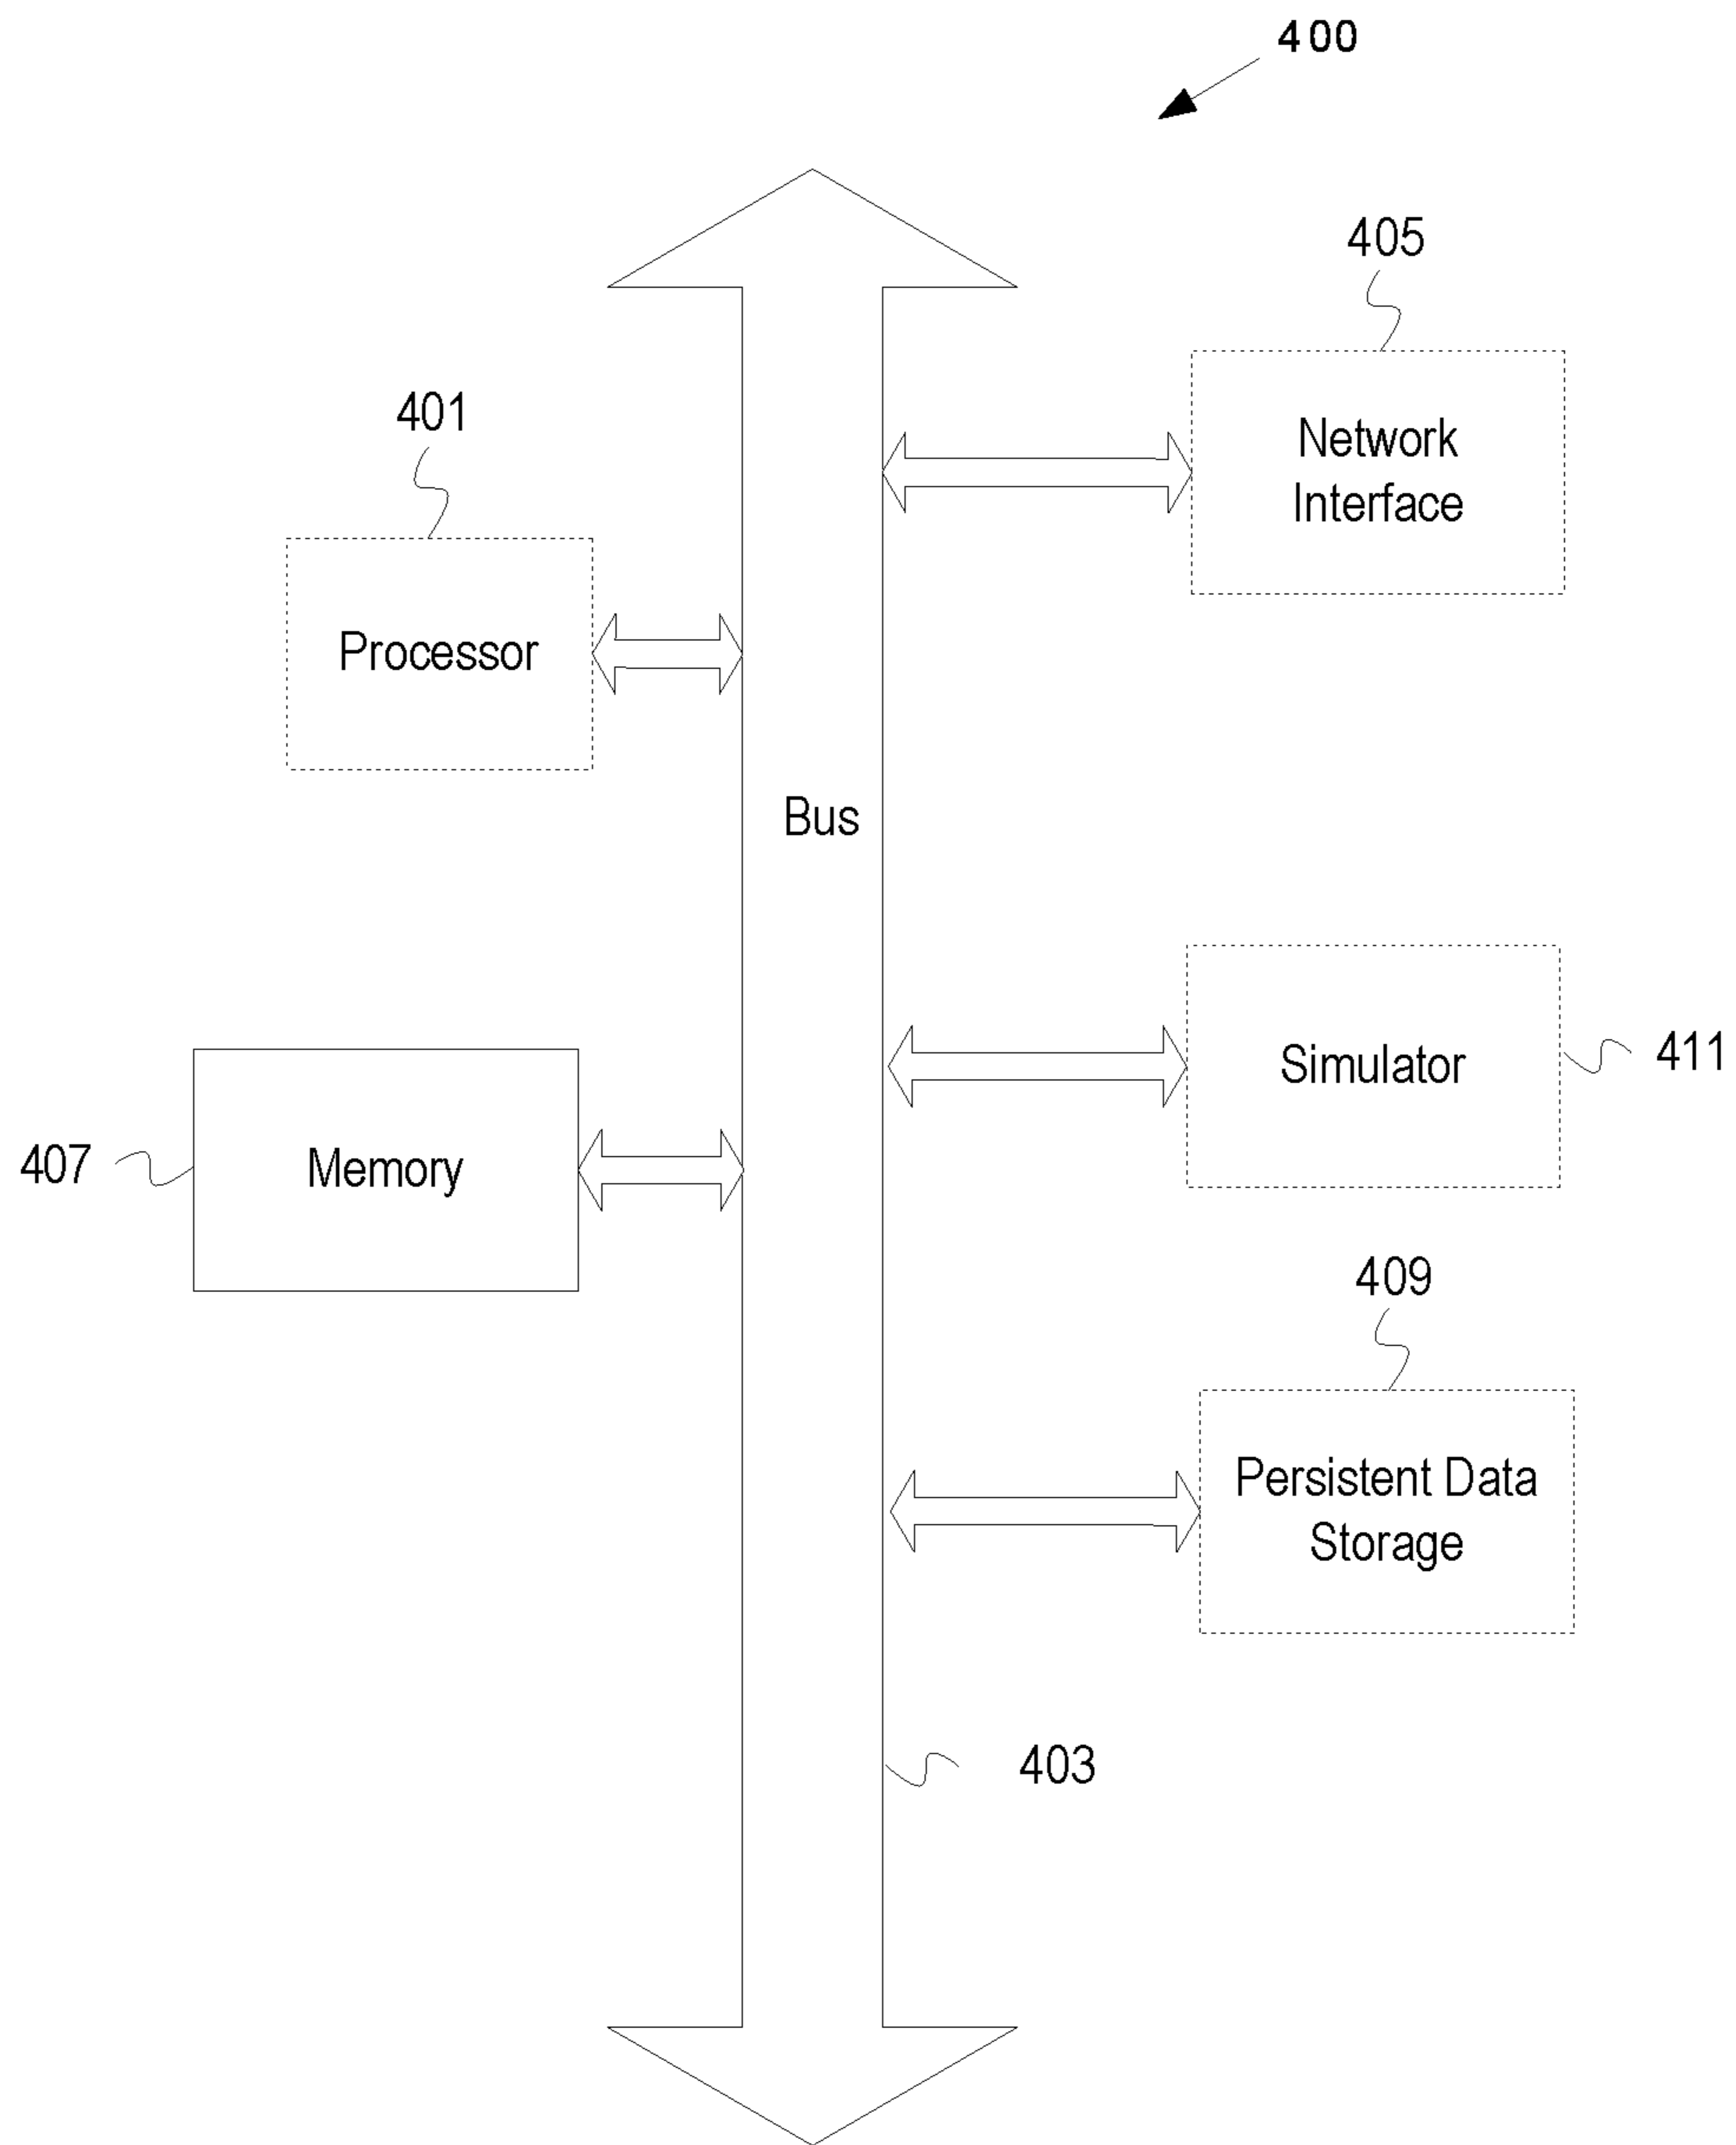 400
405
Network
Interface
401
Processor
Bus
Simulator
411
407
Memory
409
Persistent Data
Storage
403